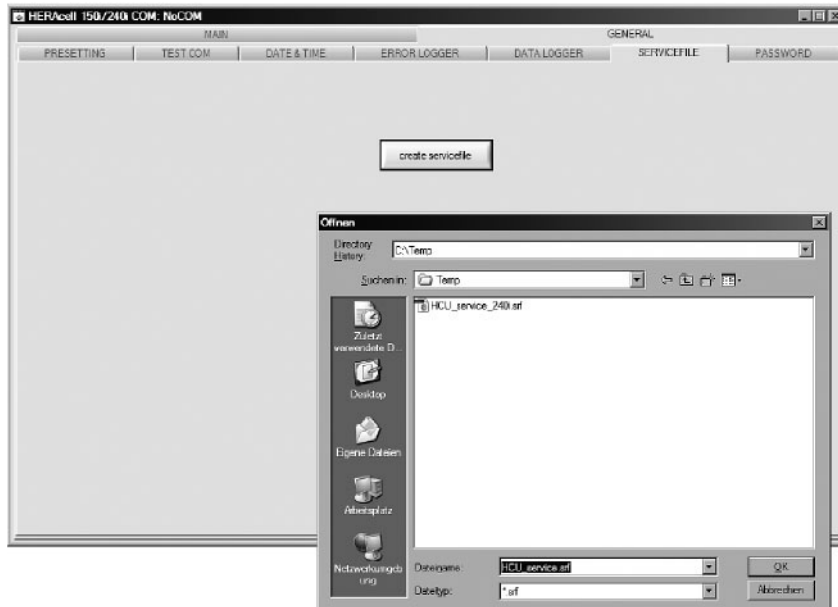 HERAcell 150i/240i COM: NoCOM
MAIN GENERAL
PRESETTING TEST COM DATE & TIME ERROR LOGGER DATA LOGGER SERVICEFILE PASSWORD
create servicefile
Öffnen
Directory History: C:\Temp
Suchen in: Temp
HCU_service_240i.srf
Zuletzt
verwendete D...
Desktop
Eigene Dateien
Arbeitsplatz
Netzwerkumgeb
ung
Dateiname: HCU_service.srf OK
Dateityp: *.srf Abbrechen